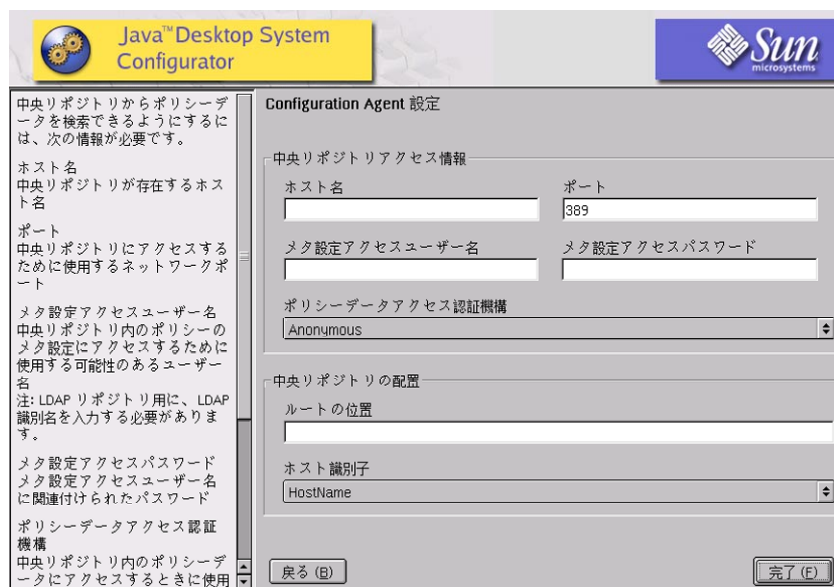 Java™Desktop System
Configurator
Sun
microsystems
中央リポジトリからポリシーデ
ータを検索できるようにするに
は、次の情報が必要です。
ホスト名
中央リポジトリが存在するホス
ト名
ポート
中央リポジトリにアクセスする
ために使用するネットワークポ
ート
メタ設定アクセスユーザー名
中央リポジトリ内のポリシーの
メタ設定にアクセスするために
使用する可能性のあるユーザー
名
注: LDAP リポジトリ用に、LDAP
識別名を入力する必要がありま
す。
メタ設定アクセスパスワード
メタ設定アクセスユーザー名
に関連付けられたパスワード
ポリシーデータアクセス認証
機構
中央リポジトリ内のポリシーデ
ータにアクセスするときに使用
Configuration Agent 設定
中央リポジトリアクセス情報
ホスト名
ポート
389
メタ設定アクセスユーザー名
メタ設定アクセスパスワード
ポリシーデータアクセス認証機構
Anonymous
中央リポジトリの配置
ルートの位置
ホスト識別子
HostName
戻る (B)
完了 (F)